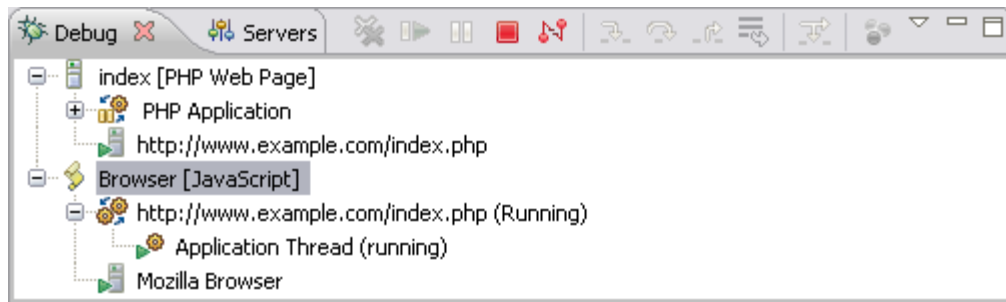 Debug Servers
index [PHP Web Page]
PHP Application
http://www.example.com/index.php
Browser [JavaScript]
http://www.example.com/index.php (Running)
Application Thread (running)
Mozilla Browser